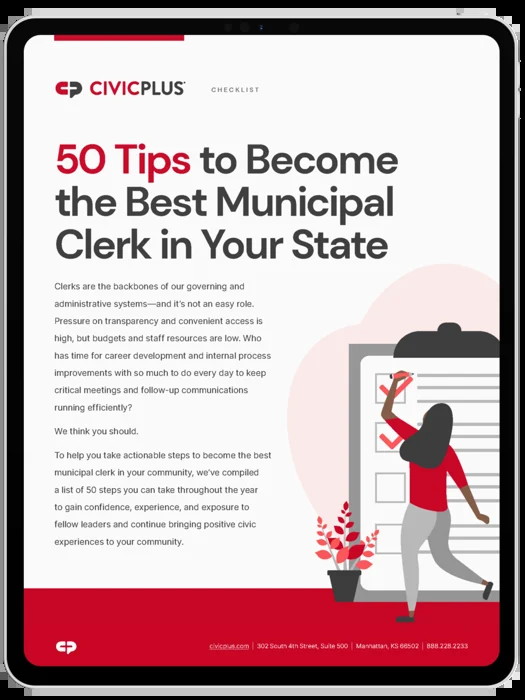 CIVICPLUS
CHECKLIST
50 Tips to Become
the Best Municipal
Clerk in Your State
Clerks are the backbones of our governing and
administrative systems—and it's not an easy role.
Pressure on transparency and convenient access is
high, but budgets and staff resources are low. Who
has time for career development and internal process
improvements with so much to do every day to keep
critical meetings and follow-up communications
running efficiently?
We think you should.
To help you take actionable steps to become the best
municipal clerk in your community, we've compiled
a list of 50 steps you can take throughout the year
to gain confidence, experience, and exposure to
fellow leaders and continue bringing positive civic
experiences to your community.
civicplus.com | 302 South 4th Street, Suite 500 | Manhattan, KS 66502 | 888.228.2233